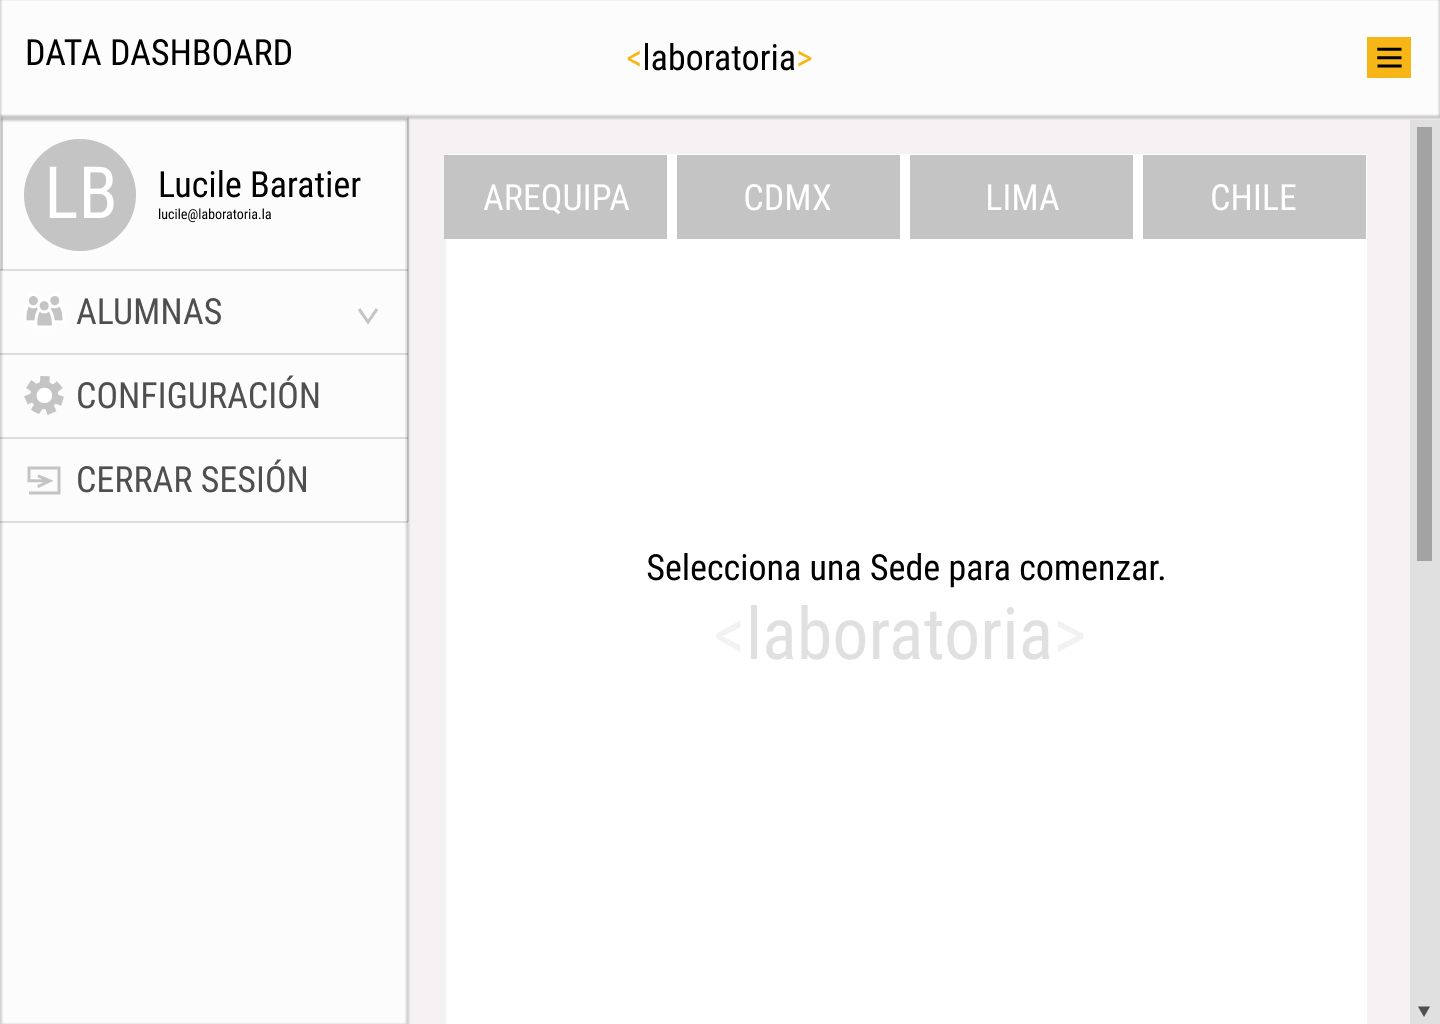 DATA DASHBOARD
<laboratoria>
LB
Lucile Baratier
lucile@laboratoria.la
ALUMNAS
CONFIGURACIÓN
CERRAR SESIÓN
AREQUIPA
CDMX
LIMA
CHILE
Selecciona una Sede para comenzar.
<laboratoria>